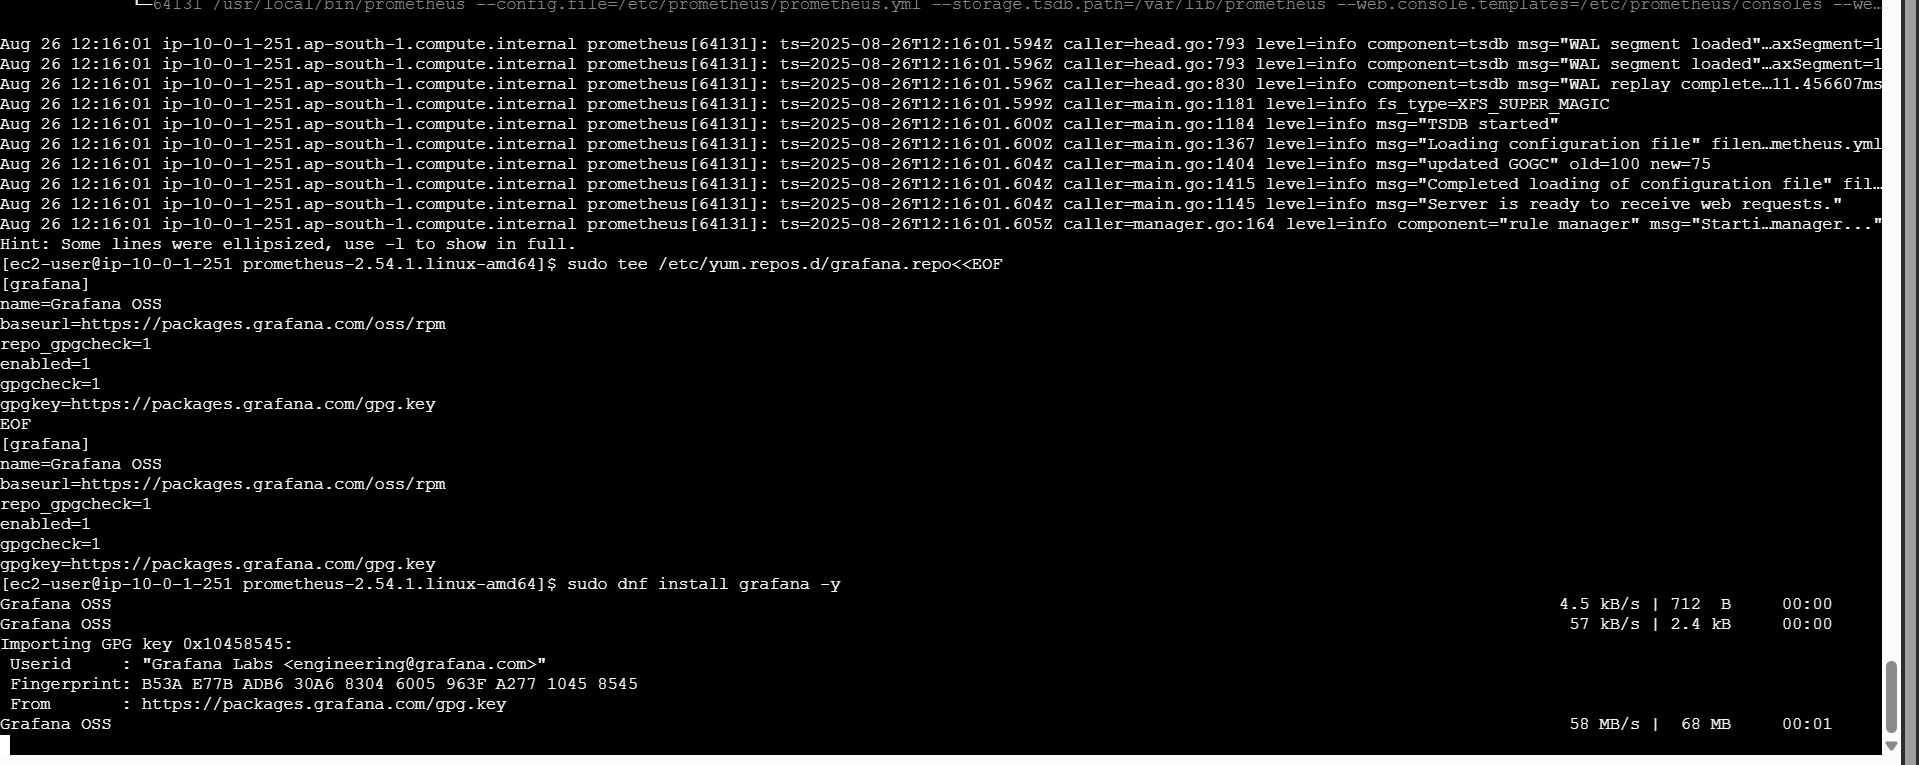 └─64131 /usr/local/bin/prometheus --config.file=/etc/prometheus/prometheus.yml --storage.tsdb.path=/var/lib/prometheus --web.console.templates=/etc/prometheus/consoles --we…
Aug 26 12:16:01 ip-10-0-1-251.ap-south-1.compute.internal prometheus[64131]: ts=2025-08-26T12:16:01.594Z caller=head.go:793 level=info component=tsdb msg="WAL segment loaded"…axSegment=1
Aug 26 12:16:01 ip-10-0-1-251.ap-south-1.compute.internal prometheus[64131]: ts=2025-08-26T12:16:01.596Z caller=head.go:793 level=info component=tsdb msg="WAL segment loaded"…axSegment=1
Aug 26 12:16:01 ip-10-0-1-251.ap-south-1.compute.internal prometheus[64131]: ts=2025-08-26T12:16:01.596Z caller=head.go:830 level=info component=tsdb msg="WAL replay complete…11.456607ms
Aug 26 12:16:01 ip-10-0-1-251.ap-south-1.compute.internal prometheus[64131]: ts=2025-08-26T12:16:01.599Z caller=main.go:1181 level=info fs_type=XFS_SUPER_MAGIC
Aug 26 12:16:01 ip-10-0-1-251.ap-south-1.compute.internal prometheus[64131]: ts=2025-08-26T12:16:01.600Z caller=main.go:1184 level=info msg="TSDB started"
Aug 26 12:16:01 ip-10-0-1-251.ap-south-1.compute.internal prometheus[64131]: ts=2025-08-26T12:16:01.600Z caller=main.go:1367 level=info msg="Loading configuration file" filen…metheus.yml
Aug 26 12:16:01 ip-10-0-1-251.ap-south-1.compute.internal prometheus[64131]: ts=2025-08-26T12:16:01.604Z caller=main.go:1404 level=info msg="updated GOGC" old=100 new=75
Aug 26 12:16:01 ip-10-0-1-251.ap-south-1.compute.internal prometheus[64131]: ts=2025-08-26T12:16:01.604Z caller=main.go:1415 level=info msg="Completed loading of configuration file" fil…
Aug 26 12:16:01 ip-10-0-1-251.ap-south-1.compute.internal prometheus[64131]: ts=2025-08-26T12:16:01.604Z caller=main.go:1145 level=info msg="Server is ready to receive web requests."
Aug 26 12:16:01 ip-10-0-1-251.ap-south-1.compute.internal prometheus[64131]: ts=2025-08-26T12:16:01.605Z caller=manager.go:164 level=info component="rule manager" msg="Starti…manager..."
Hint: Some lines were ellipsized, use -l to show in full.
[ec2-user@ip-10-0-1-251 prometheus-2.54.1.linux-amd64]$ sudo tee /etc/yum.repos.d/grafana.repo<<EOF
[grafana]
name=Grafana OSS
baseurl=https://packages.grafana.com/oss/rpm
repo_gpgcheck=1
enabled=1
gpgcheck=1
gpgkey=https://packages.grafana.com/gpg.key
EOF
[grafana]
name=Grafana OSS
baseurl=https://packages.grafana.com/oss/rpm
repo_gpgcheck=1
enabled=1
gpgcheck=1
gpgkey=https://packages.grafana.com/gpg.key
[ec2-user@ip-10-0-1-251 prometheus-2.54.1.linux-amd64]$ sudo dnf install grafana -y
Grafana OSS 4.5 kB/s | 712 B 00:00
Grafana OSS 57 kB/s | 2.4 kB 00:00
Importing GPG key 0x10458545:
Userid : "Grafana Labs <engineering@grafana.com>"
Fingerprint: B53A E77B ADB6 30A6 8304 6005 963F A277 1045 8545
From : https://packages.grafana.com/gpg.key
Grafana OSS 58 MB/s | 68 MB 00:01